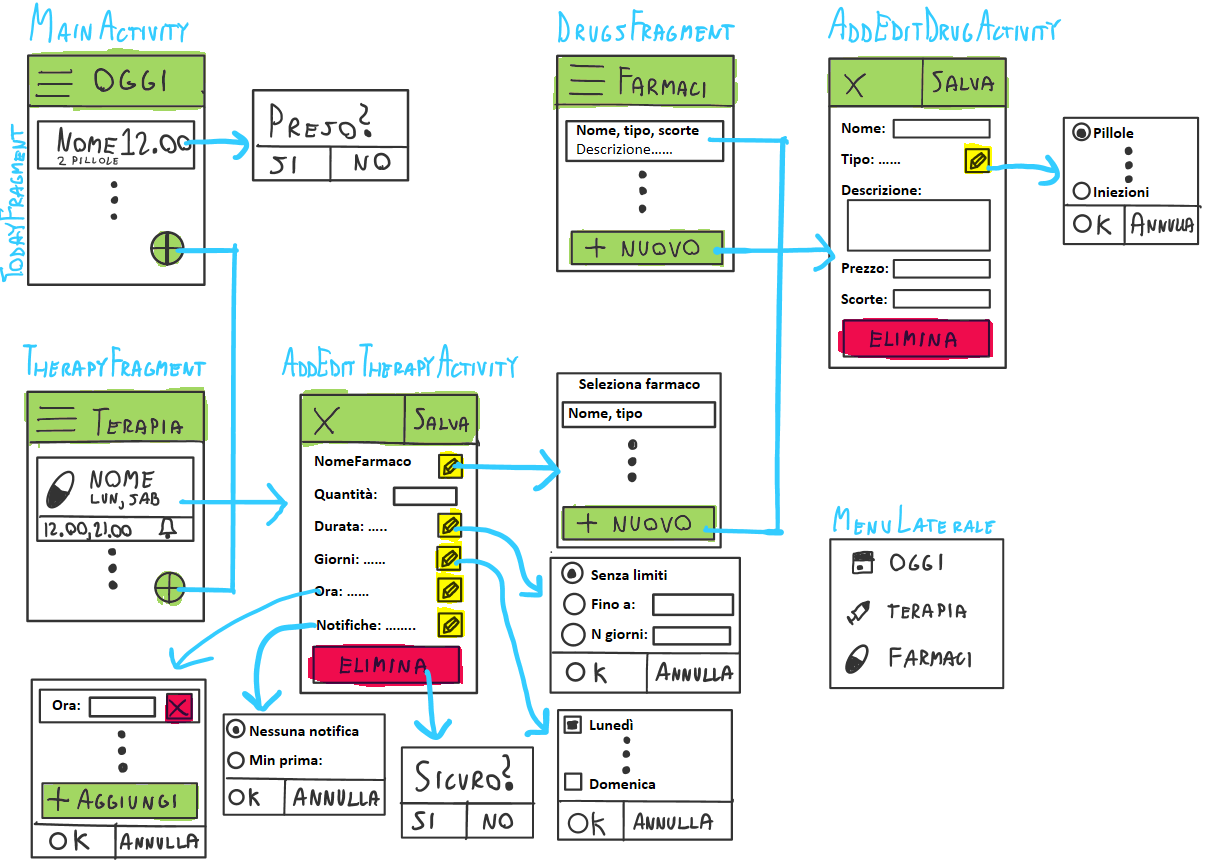 MainActivity
OGGI
NOME 12.00
2 PILLOLE
TodayFragment
PRESO?
SI
NO
DrugsFragment
FARMACI
Nome, tipo, scorte
Descrizione......
+ NUOVO
AddEditDrugActivity
X
SALVA
Nome:
Tipo: ......
Descrizione:
Prezzo:
Scorte:
ELIMINA
Pillole
Iniezioni
OK
ANNULLA
TherapyFragment
TERAPIA
NOME
LUN, SAB
12.00, 21.00
AddEditTherapyActivity
X
SALVA
NomeFarmaco
Quantità:
Durata: .....
Giorni: ......
Ora: ......
Notifiche: ........
ELIMINA
Seleziona farmaco
Nome, tipo
+ NUOVO
Senza limiti
Fino a:
N giorni:
OK
ANNULLA
Menu Laterale
OGGI
TERAPIA
FARMACI
Ora:
X
+ AGGIUNGI
OK
ANNULLA
Nessuna notifica
Min prima:
OK
ANNULLA
SICURO?
SI
NO
Lunedì
Domenica
OK
ANNULLA